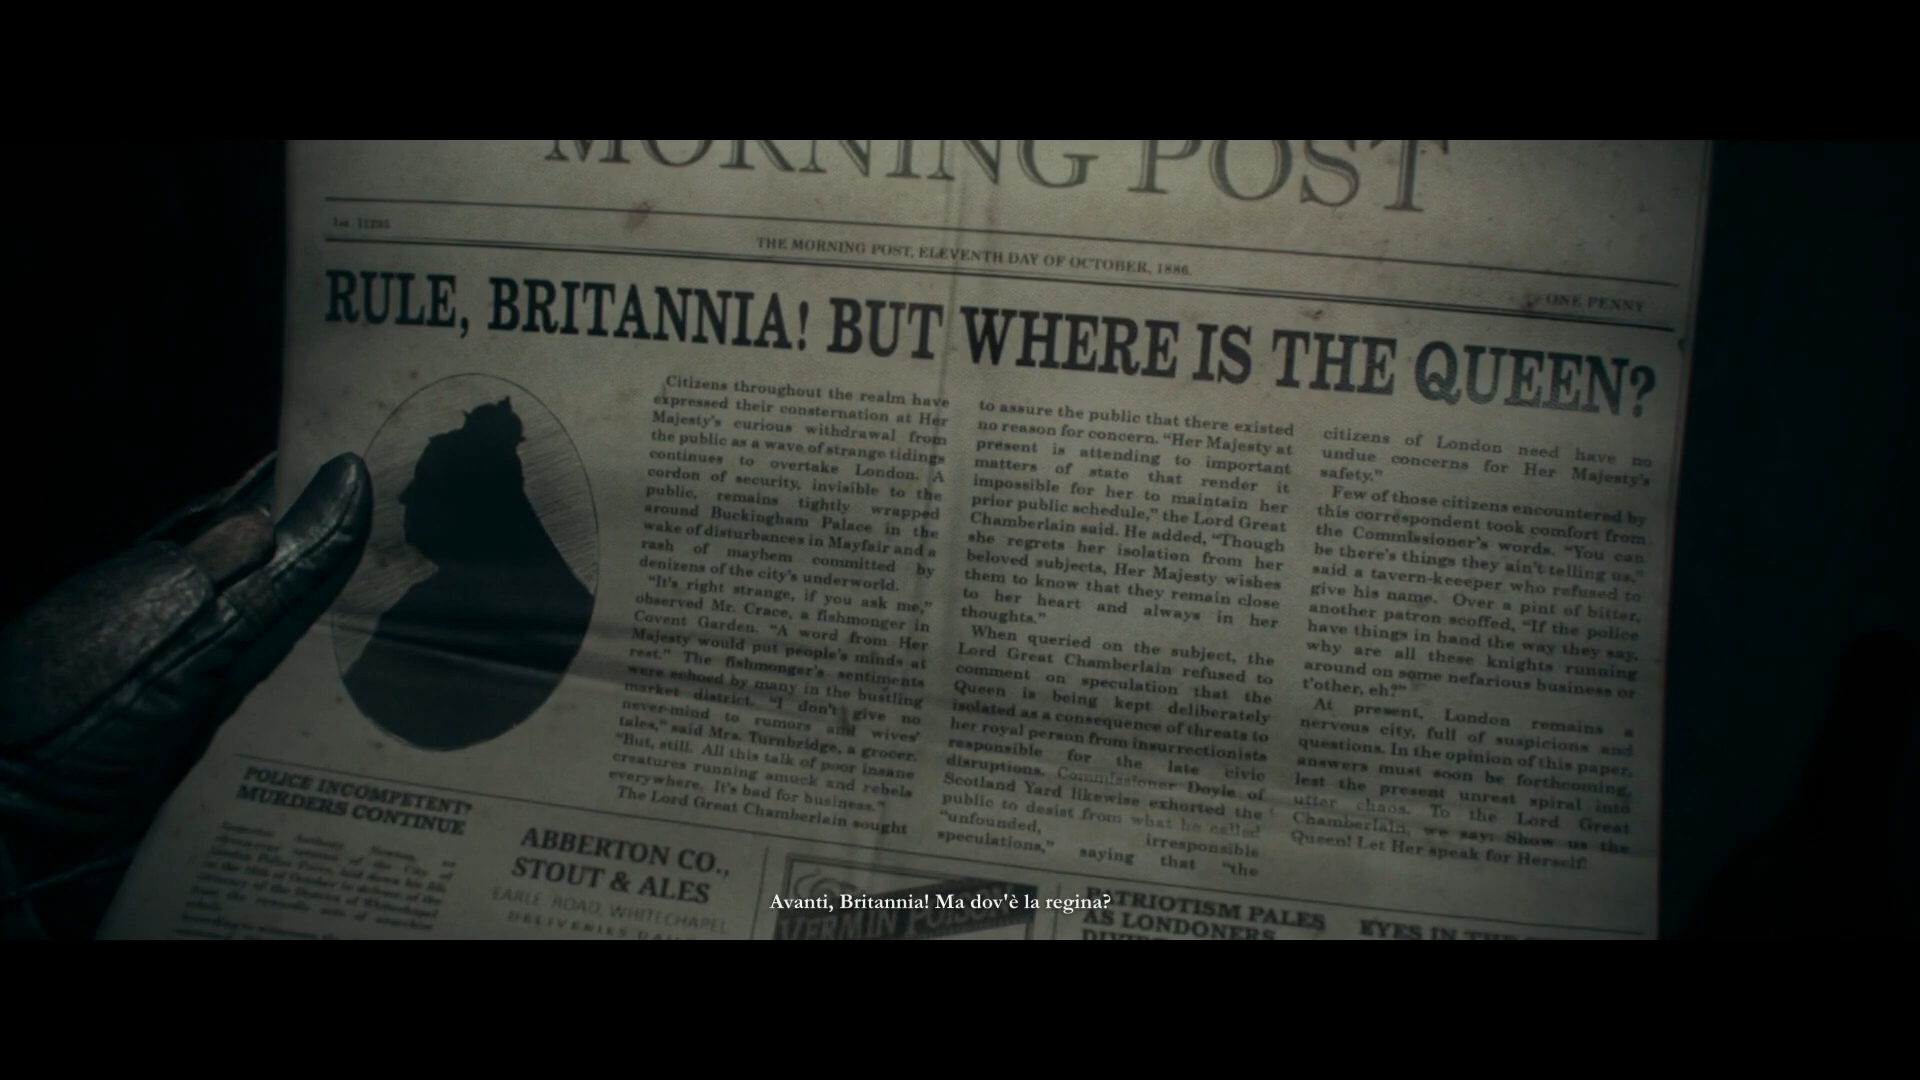 MORNING POST
THE MORNING POST, ELEVENTH DAY OF OCTOBER, 1886.
ONE PENNY
RULE, BRITANNIA! BUT WHERE IS THE QUEEN?
Citizens throughout the realm have
expressed their consternation at Her
Majesty's curious withdrawal from
the public as a wave of strange tidings
continues to overtake London. A
cordon of security, invisible to the
public, remains tightly wrapped
around Buckingham Palace in the
wake of disturbances in Mayfair and a
rash of mayhem committed by
denizens of the city's underworld.
"It's right strange, if you ask me,"
observed Mr. Crace, a fishmonger in
Covent Garden. "A word from Her
Majesty would put people's minds at
rest." The fishmonger's sentiments
were echoed by many in the bustling
market district. "I don't give no
never-mind to rumors and wives'
tales," said Mrs. Turnbridge, a grocer.
"But, still. All this talk of poor insane
creatures running amuck and rebels
everywhere. It's bad for business."
The Lord Great Chamberlain sought
to assure the public that there existed
no reason for concern. "Her Majesty at
present is attending to important
matters of state that render it
impossible for her to maintain her
prior public schedule," the Lord Great
Chamberlain said. He added, "Though
she regrets her isolation from her
beloved subjects, Her Majesty wishes
them to know that they remain close
to her heart and always in her
thoughts."
When queried on the subject, the
Lord Great Chamberlain refused to
comment on speculation that the
Queen is being kept deliberately
isolated as a consequence of threats to
her royal person from insurrectionists
responsible for the late civic
disruptions. Commissioner Doyle of
Scotland Yard likewise exhorted the
public to desist from what he called
"unfounded, irresponsible
speculations," saying that "the
citizens of London need have no
undue concerns for Her Majesty's
safety."
Few of those citizens encountered by
this correspondent took comfort from
the Commissioner's words. "You can
be there's things they ain't telling us,"
said a tavern-keeeper who refused to
give his name. Over a pint of bitter,
another patron scoffed, "If the police
have things in hand the way they say,
why are all these knights running
around on some nefarious business or
t'other, eh?"
At present, London remains a
nervous city, full of suspicions and
questions. In the opinion of this paper,
answers must soon be forthcoming,
lest the present unrest spiral into
utter chaos. To the Lord Great
Chamberlain, we say: Show us the
Queen! Let Her speak for Herself!
POLICE INCOMPETENT?
MURDERS CONTINUE
ABBERTON CO.,
STOUT & ALES
EARLE ROAD, WHITECHAPEL
DELIVERIES DAILY
VERMIN POISON
PATRIOTISM PALES
AS LONDONERS
EYES IN THE
Avanti, Britannia! Ma dov'è la regina?